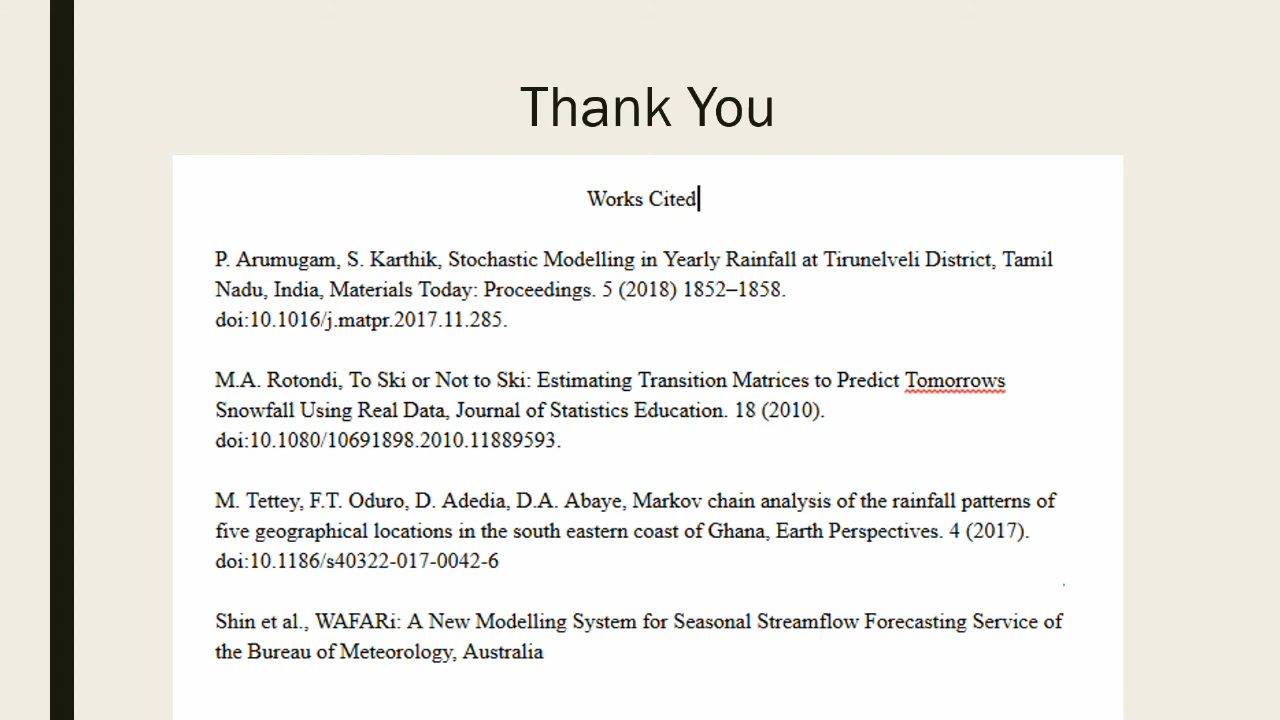 Thank You
Works Cited
P. Arumugam, S. Karthik, Stochastic Modelling in Yearly Rainfall at Tirunelveli District, Tamil
Nadu, India, Materials Today: Proceedings. 5 (2018) 1852–1858.
doi:10.1016/j.matpr.2017.11.285.
M.A. Rotondi, To Ski or Not to Ski: Estimating Transition Matrices to Predict Tomorrows
Snowfall Using Real Data, Journal of Statistics Education. 18 (2010).
doi:10.1080/10691898.2010.11889593.
M. Tettey, F.T. Oduro, D. Adedia, D.A. Abaye, Markov chain analysis of the rainfall patterns of
five geographical locations in the south eastern coast of Ghana, Earth Perspectives. 4 (2017).
doi:10.1186/s40322-017-0042-6
Shin et al., WAFARi: A New Modelling System for Seasonal Streamflow Forecasting Service of
the Bureau of Meteorology, Australia